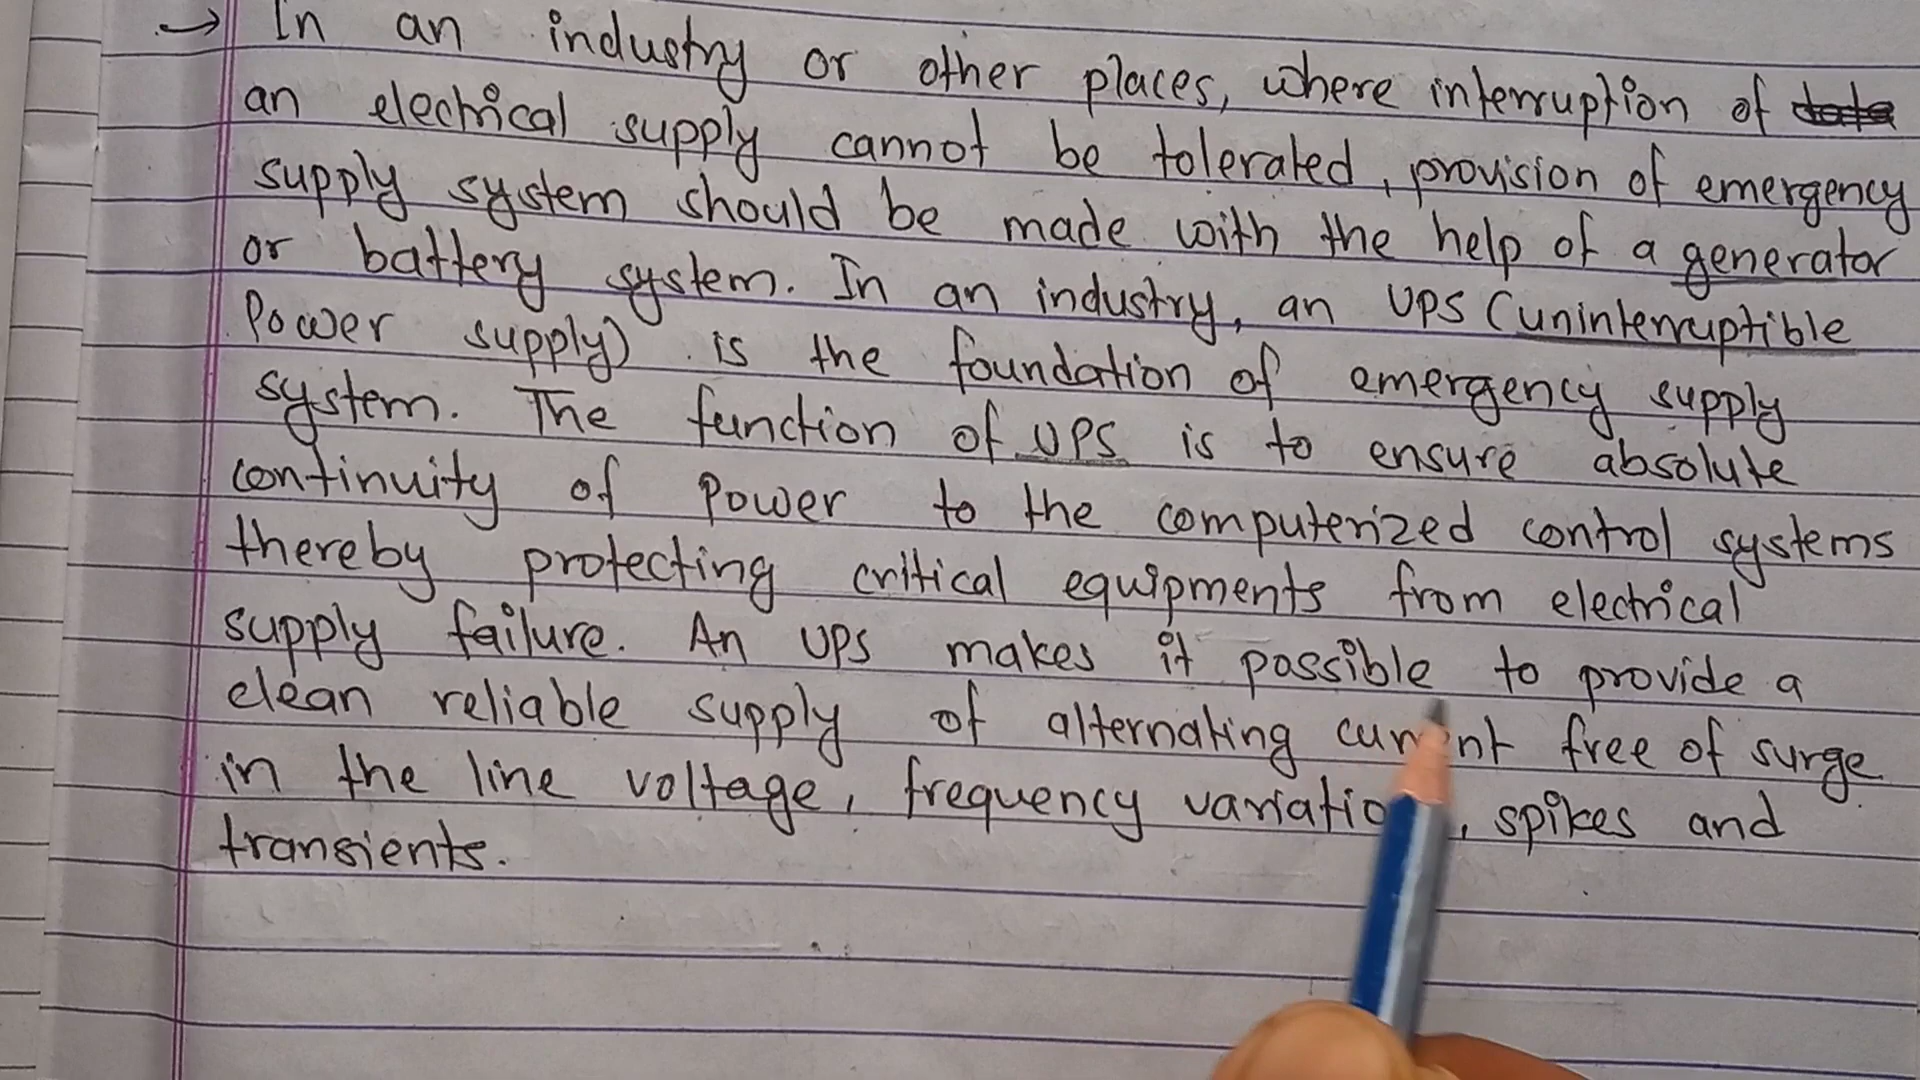 → In an industry or other places, where interruption of
an electrical supply cannot be tolerated, provision of emergency
supply system should be made with the help of a generator
or battery system. In an industry, an UPS (uninterruptible
Power supply) is the foundation of emergency supply
system. The function of UPS is to ensure absolute
continuity of Power to the computerized control systems
thereby protecting critical equipments from electrical
supply failure. An UPS makes it possible to provide a
clean reliable supply of alternating current free of surge
in the line voltage, frequency variation, spikes and
transients.